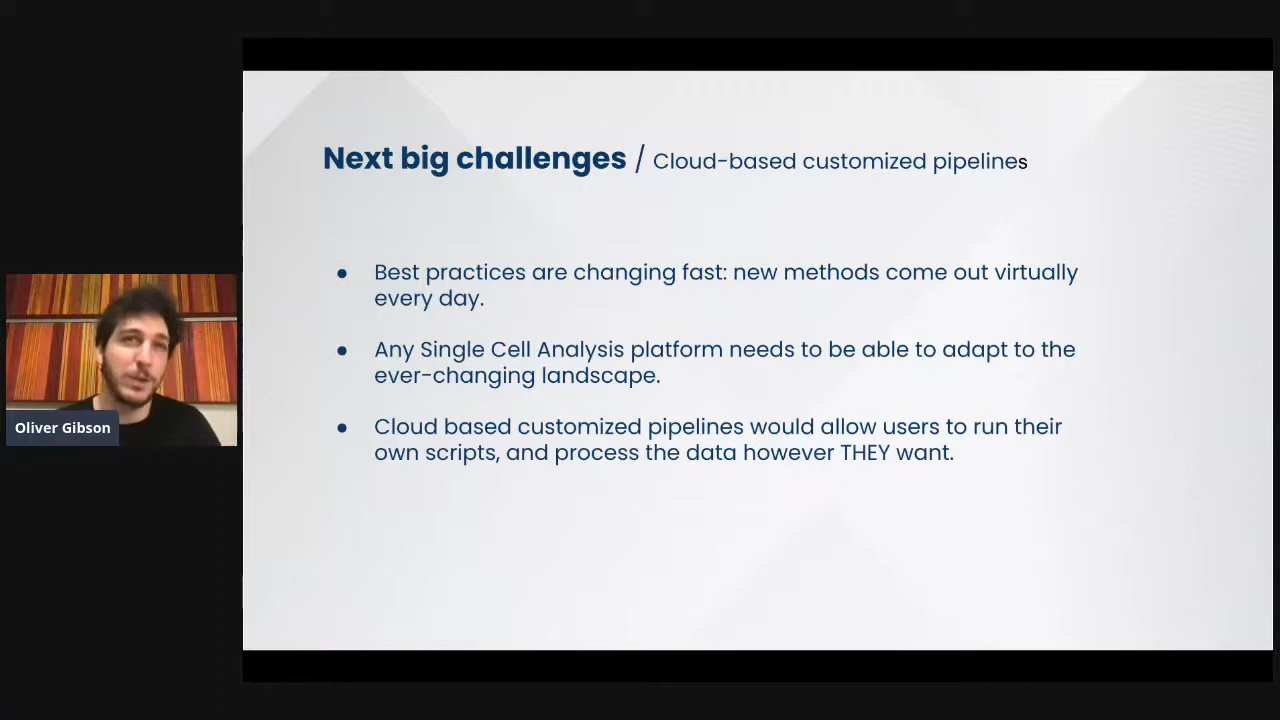 Next big challenges / Cloud-based customized pipelines
● Best practices are changing fast: new methods come out virtually
every day.
● Any Single Cell Analysis platform needs to be able to adapt to the
ever-changing landscape.
● Cloud based customized pipelines would allow users to run their
own scripts, and process the data however THEY want.
Oliver Gibson